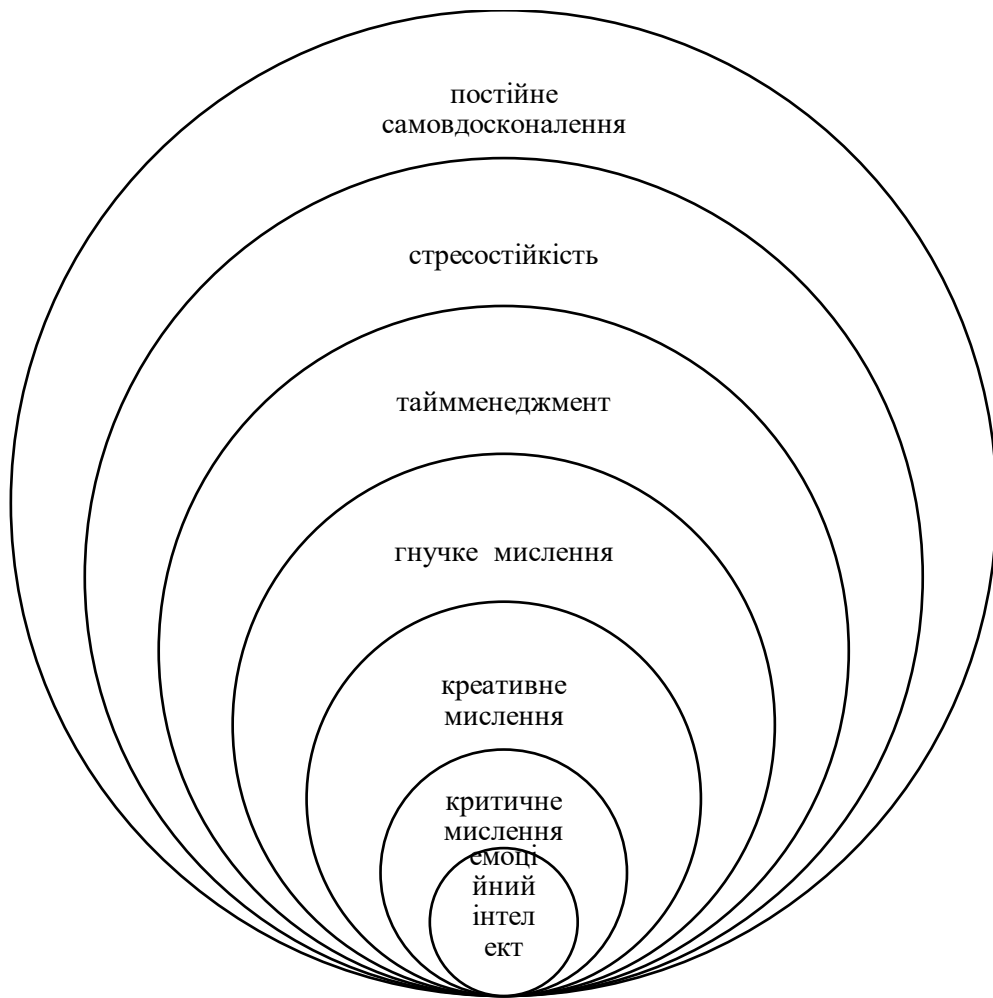 постійне
самовдосконалення
стресостійкість
таймменеджмент
гнучке мислення
креативне
мислення
критичне
мислення
емоці
йний
інтел
ект